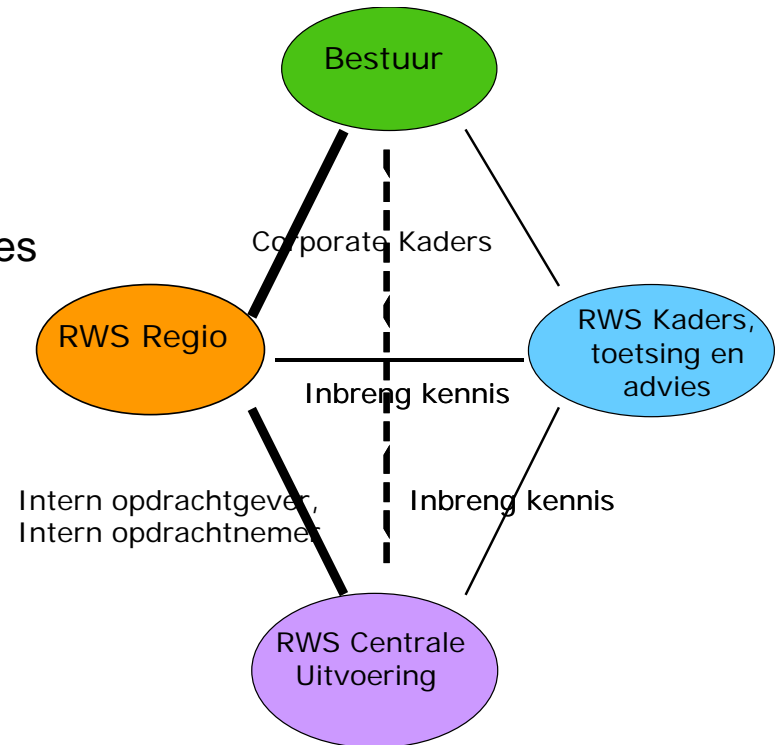 Bestuur
es
Corporate Kaders
RWS Regio
RWS Kaders,
toetsing en
advies
Inbreng kennis
Intern opdrachtgever,
Intern opdrachtnemer
Inbreng kennis
RWS Centrale
Uitvoering